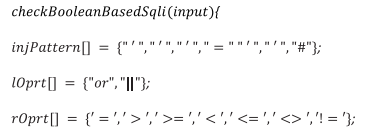 checkBooleanBasedSqli(input){
injPattern[] = {" ′ "," ′ "," ′ "," = " " ′ "," ′ ","#"};
lOprt[] = {"or","||"};
rOprt[] = {′ = ′,′ > ′,′ >= ′,′ < ′,′ <= ′,′ <> ′,′! = ′};